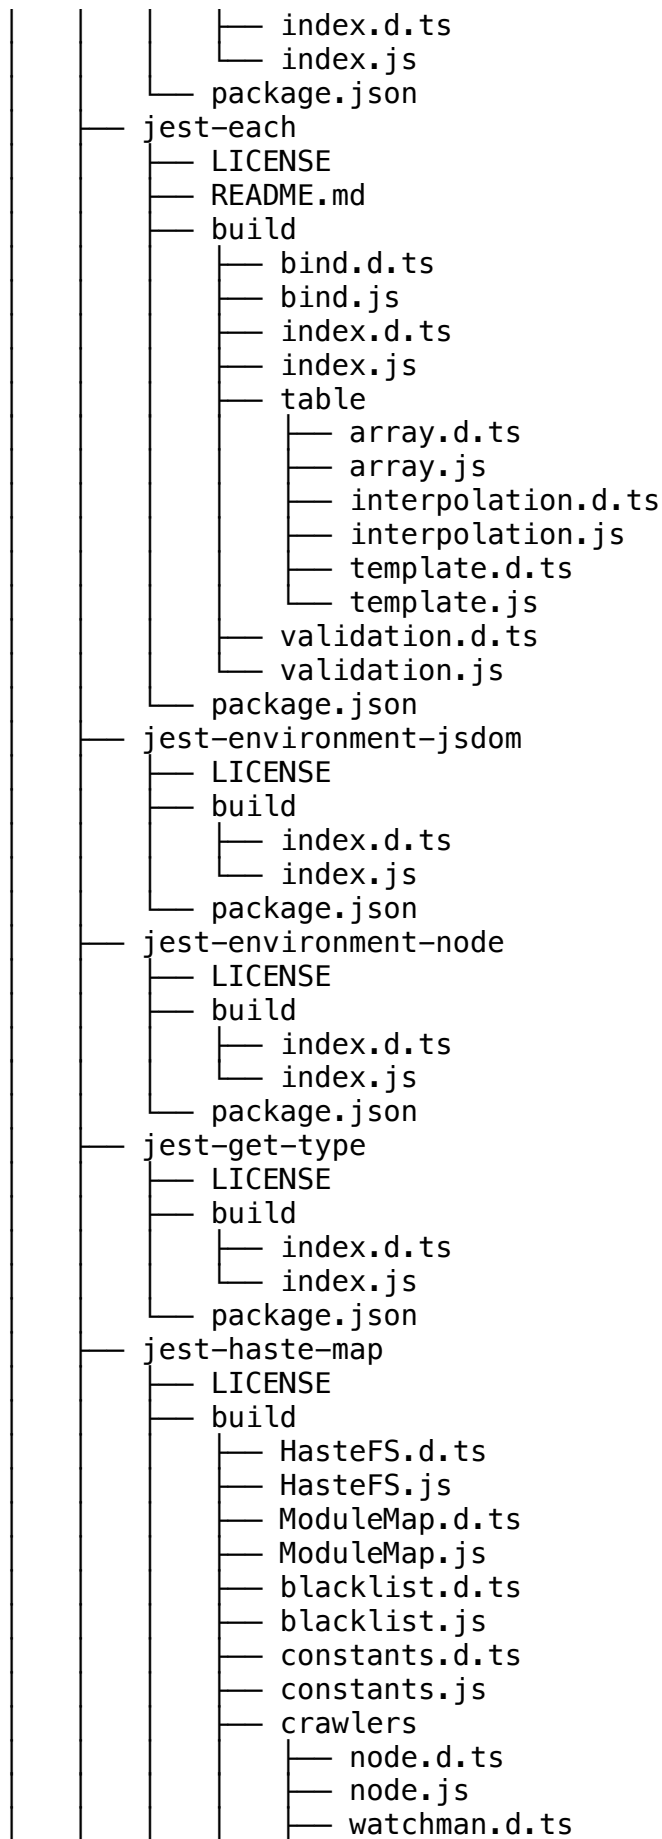 │   │   │   ├── index.d.ts
│   │   │   └── index.js
│   │   └── package.json
│   ├── jest-each
│   │   ├── LICENSE
│   │   ├── README.md
│   │   ├── build
│   │   │   ├── bind.d.ts
│   │   │   ├── bind.js
│   │   │   ├── index.d.ts
│   │   │   ├── index.js
│   │   │   ├── table
│   │   │   │   ├── array.d.ts
│   │   │   │   ├── array.js
│   │   │   │   ├── interpolation.d.ts
│   │   │   │   ├── interpolation.js
│   │   │   │   ├── template.d.ts
│   │   │   │   └── template.js
│   │   │   ├── validation.d.ts
│   │   │   └── validation.js
│   │   └── package.json
│   ├── jest-environment-jsdom
│   │   ├── LICENSE
│   │   ├── build
│   │   │   ├── index.d.ts
│   │   │   └── index.js
│   │   └── package.json
│   ├── jest-environment-node
│   │   ├── LICENSE
│   │   ├── build
│   │   │   ├── index.d.ts
│   │   │   └── index.js
│   │   └── package.json
│   ├── jest-get-type
│   │   ├── LICENSE
│   │   ├── build
│   │   │   ├── index.d.ts
│   │   │   └── index.js
│   │   └── package.json
│   ├── jest-haste-map
│   │   ├── LICENSE
│   │   ├── build
│   │   │   ├── HasteFS.d.ts
│   │   │   ├── HasteFS.js
│   │   │   ├── ModuleMap.d.ts
│   │   │   ├── ModuleMap.js
│   │   │   ├── blacklist.d.ts
│   │   │   ├── blacklist.js
│   │   │   ├── constants.d.ts
│   │   │   ├── constants.js
│   │   │   ├── crawlers
│   │   │   │   ├── node.d.ts
│   │   │   │   ├── node.js
│   │   │   │   ├── watchman.d.ts